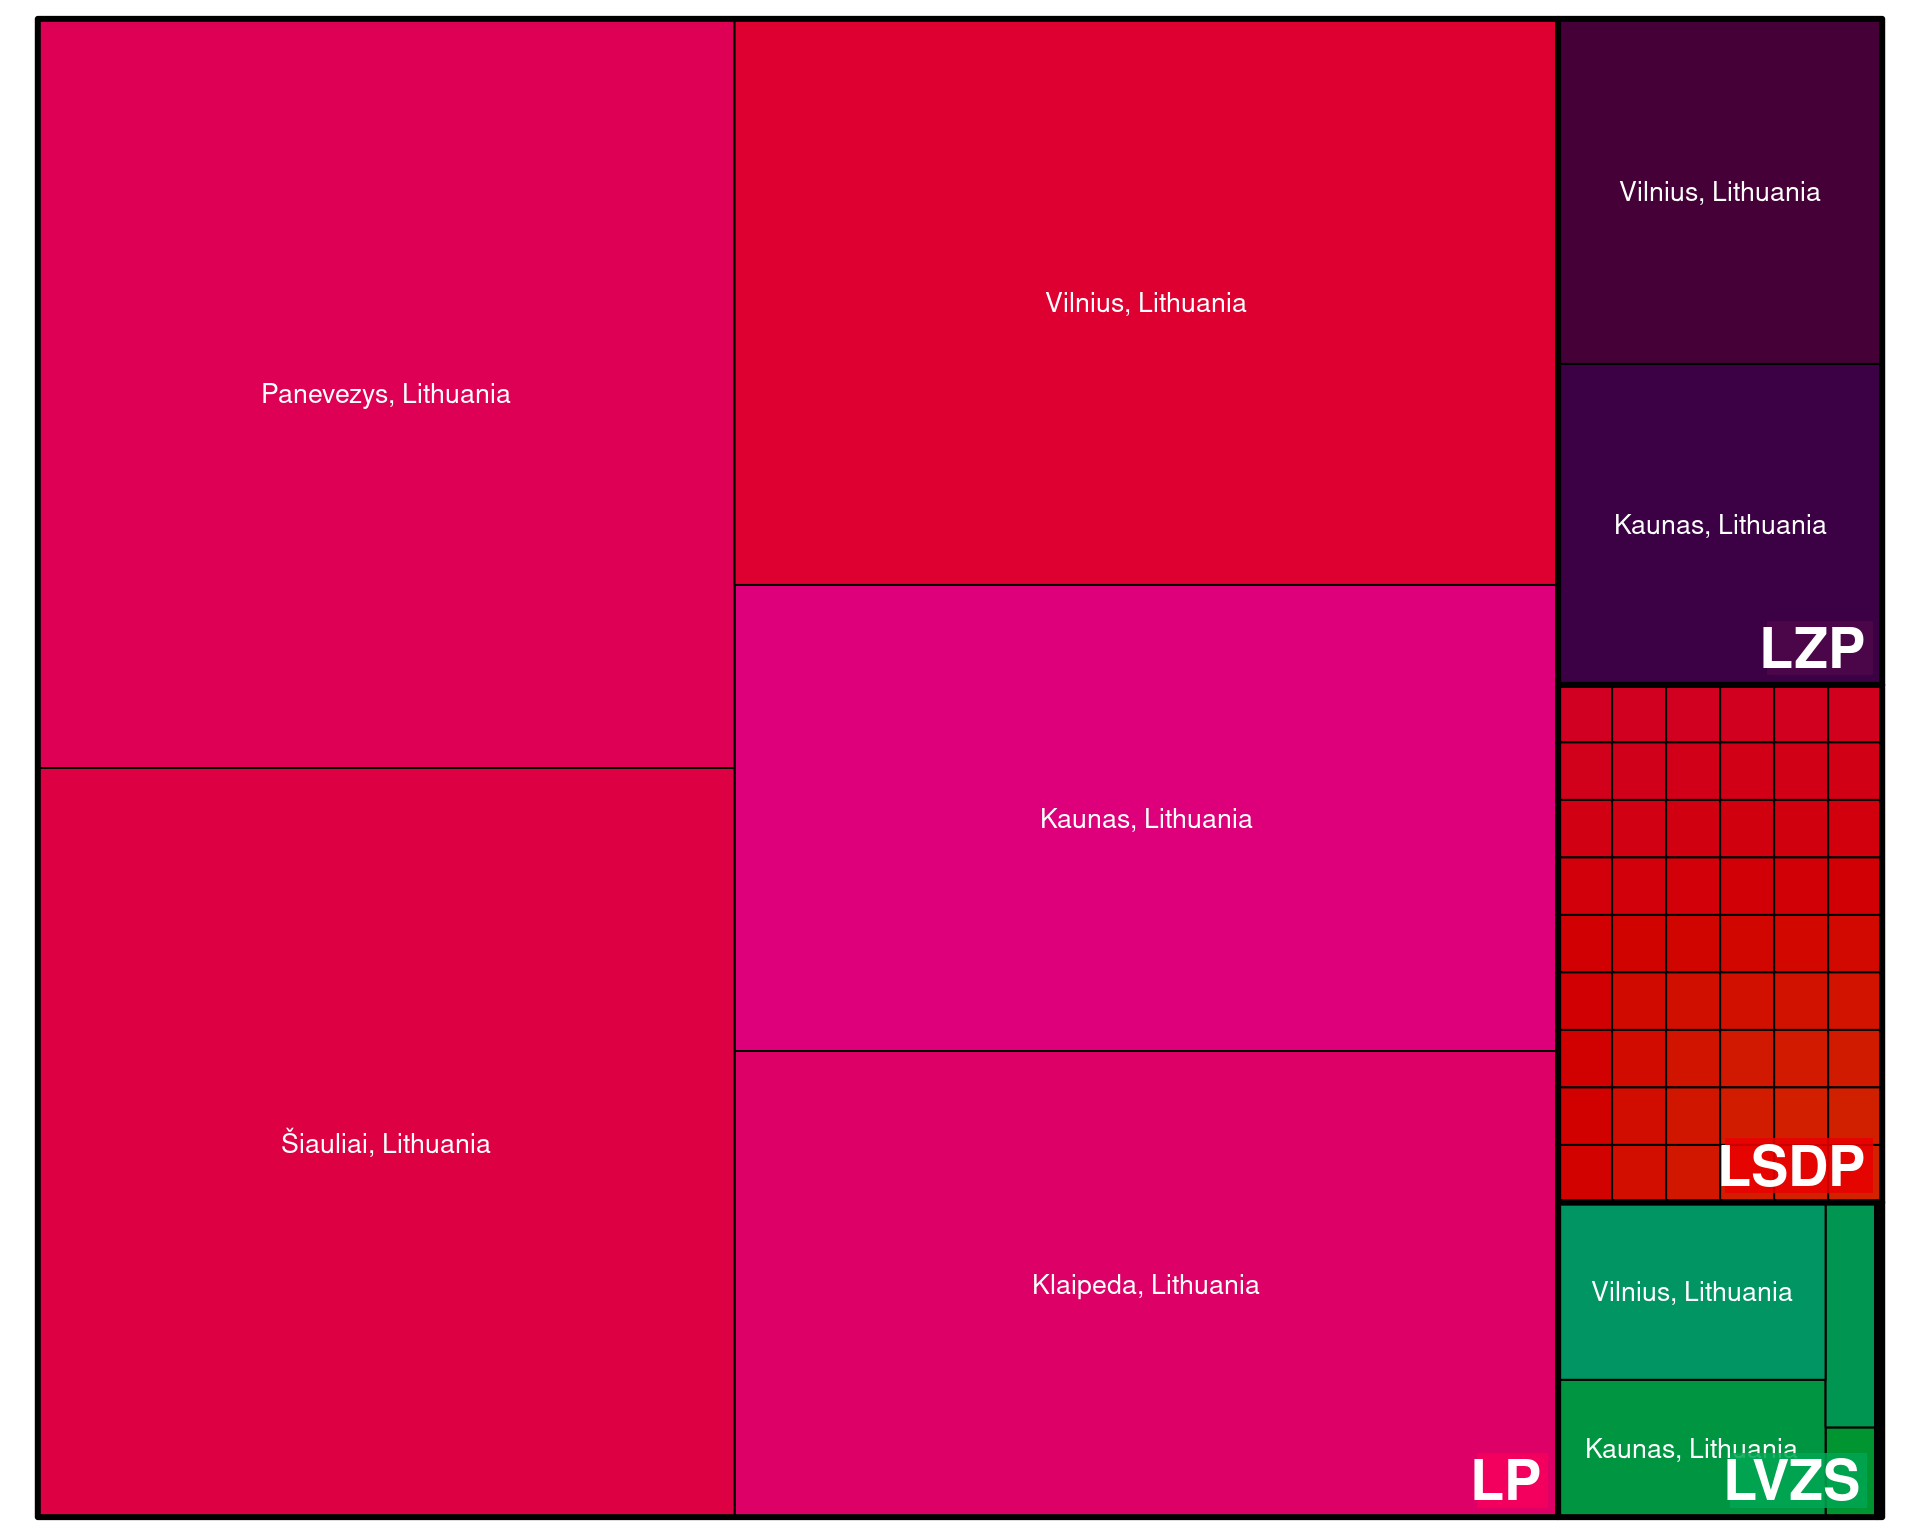 Panevezys, Lithuania
Šiauliai, Lithuania
Vilnius, Lithuania
Kaunas, Lithuania
Klaipeda, Lithuania
LP
Vilnius, Lithuania
Kaunas, Lithuania
LZP
LSDP
Vilnius, Lithuania
Kaunas, Lithuania
LVZS